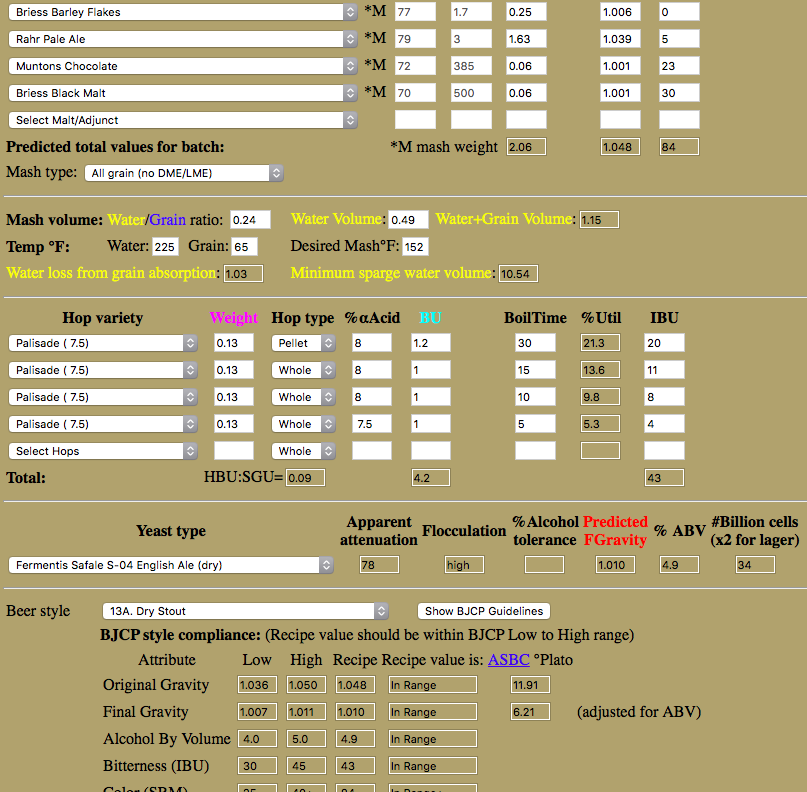 Briess Barley Flakes *M 77 1.7 0.25 1.006 0
Rahr Pale Ale *M 79 3 1.63 1.039 5
Muntons Chocolate *M 72 385 0.06 1.001 23
Briess Black Malt *M 70 500 0.06 1.001 30
Select Malt/Adjunct
Predicted total values for batch: *M mash weight 2.06 1.048 84
Mash type: All grain (no DME/LME)
Mash volume: Water/Grain ratio: 0.24 Water Volume: 0.49 Water+Grain Volume: 1.15
Temp °F: Water: 225 Grain: 65 Desired Mash°F: 152
Water loss from grain absorption: 1.03 Minimum sparge water volume: 10.54
Hop variety Weight Hop type %αAcid BU BoilTime %Util IBU
Palisade ( 7.5) 0.13 Pellet 8 1.2 30 21.3 20
Palisade ( 7.5) 0.13 Whole 8 1 15 13.6 11
Palisade ( 7.5) 0.13 Whole 8 1 10 9.8 8
Palisade ( 7.5) 0.13 Whole 7.5 1 5 5.3 4
Select Hops Whole
Total: HBU:SGU= 0.09 4.2 43
Yeast type Apparent attenuation Flocculation %Alcohol tolerance Predicted FGravity % ABV #Billion cells (x2 for lager)
Fermentis Safale S-04 English Ale (dry) 78 high 1.010 4.9 34
Beer style 13A. Dry Stout Show BJCP Guidelines
BJCP style compliance: (Recipe value should be within BJCP Low to High range)
Attribute Low High Recipe Recipe value is: ASBC °Plato
Original Gravity 1.036 1.050 1.048 In Range 11.91
Final Gravity 1.007 1.011 1.010 In Range 6.21 (adjusted for ABV)
Alcohol By Volume 4.0 5.0 4.9 In Range
Bitterness (IBU) 30 45 43 In Range